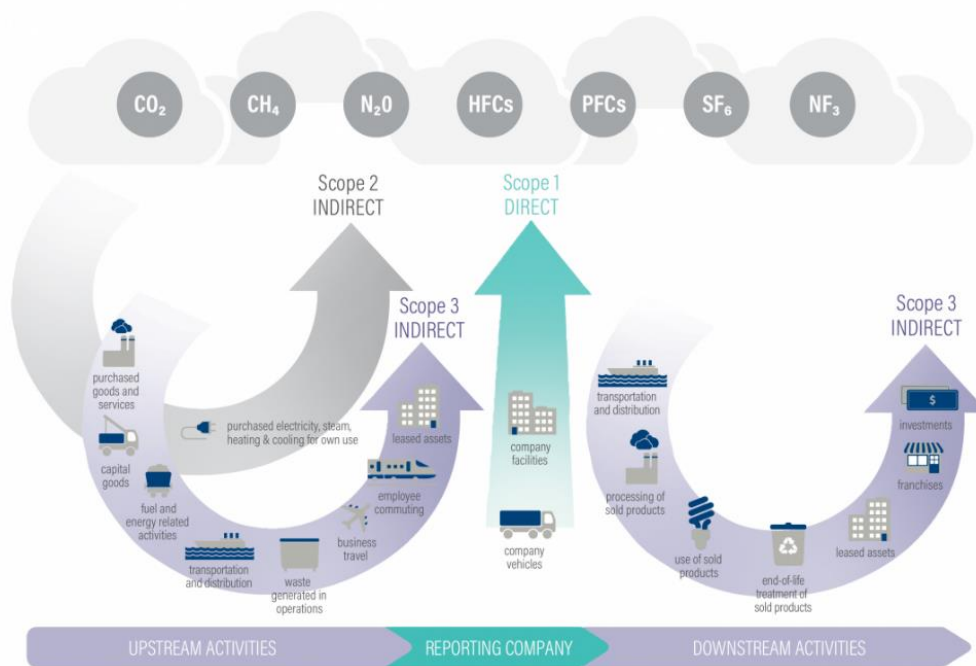 CO₂
CH₄
N₂O
HFCs
PFCs
SF₆
NF₃
Scope 2
INDIRECT
Scope 1
DIRECT
Scope 3
INDIRECT
Scope 3
INDIRECT
purchased
goods and
services
capital
goods
fuel and
energy related
activities
transportation
and distribution
waste
generated in
operations
business
travel
employee
commuting
leased assets
purchased electricity, steam,
heating & cooling for own use
company
facilities
company
vehicles
transportation
and distribution
processing of
sold products
use of sold
products
end-of-life
treatment of
sold products
leased assets
franchises
$
investments
UPSTREAM ACTIVITIES
REPORTING COMPANY
DOWNSTREAM ACTIVITIES